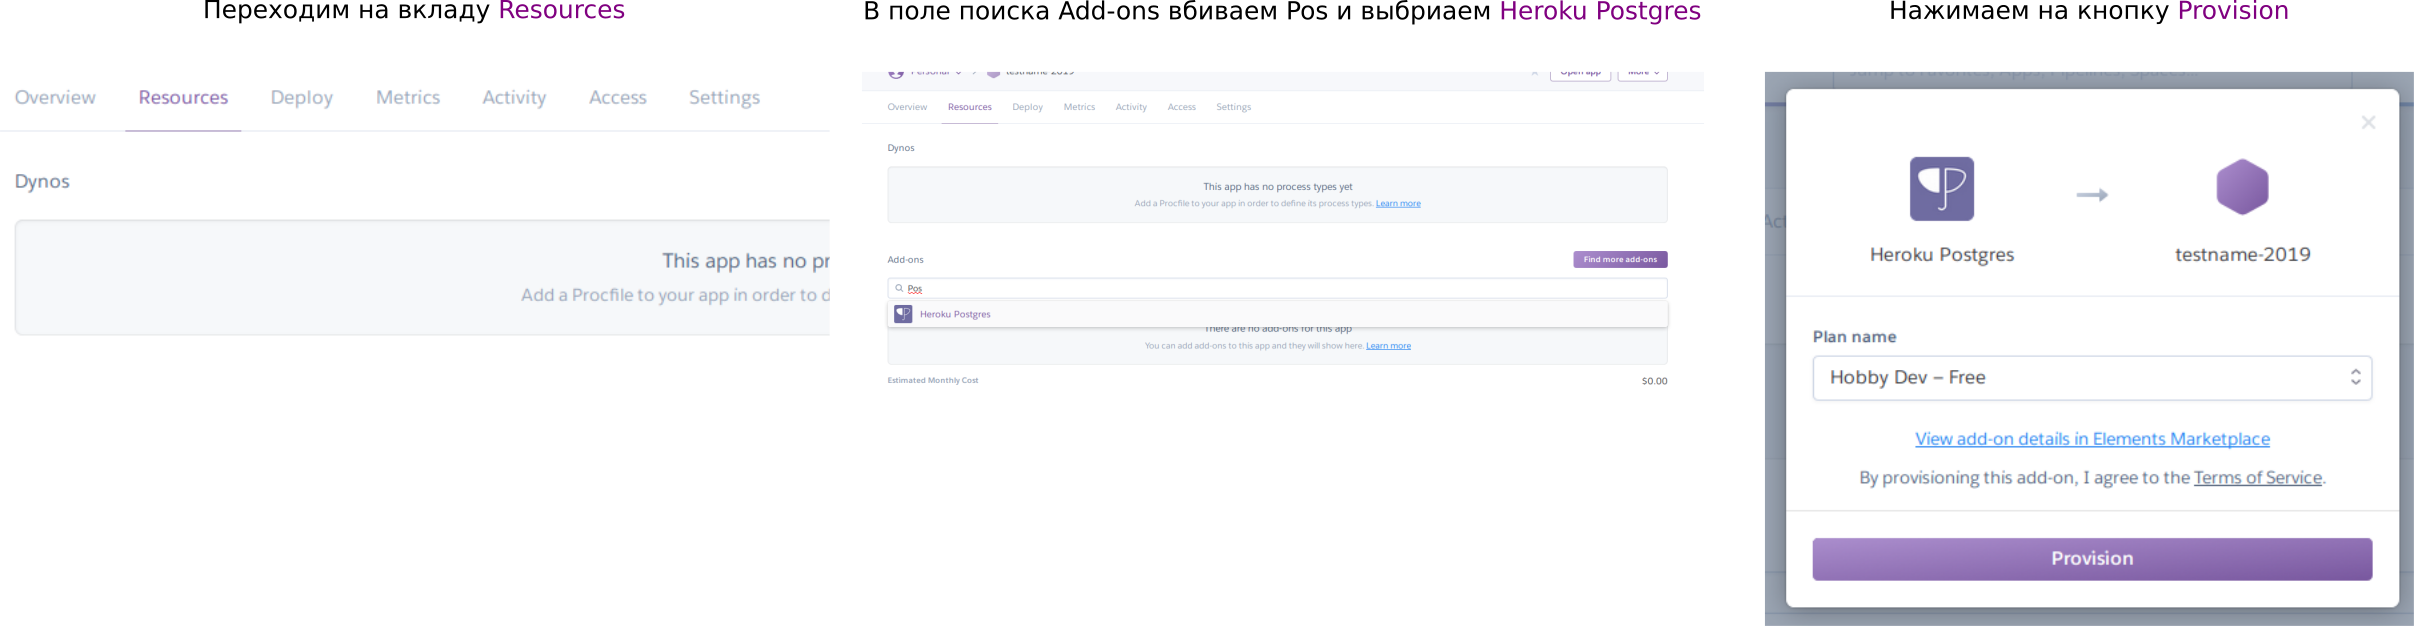 Переходим на вкладу Resources
Overview Resources Deploy Metrics Activity Access Settings
Dynos
This app has no pr
Add a Procfile to your app in order to d
В поле поиска Add-ons вбиваем Pos и выбриаем Heroku Postgres
Personal testname-2019 Open app More
Overview Resources Deploy Metrics Activity Access Settings
Dynos
This app has no process types yet
Add a Procfile to your app in order to define its process types. Learn more
Add-ons
Find more add-ons
Pos
Heroku Postgres
There are no add-ons for this app
You can add add-ons to this app and they will show here. Learn more
Estimated Monthly Cost $0.00
Нажимаем на кнопку Provision
Jump to Favorites, Apps, Pipelines, Spaces...
Act
Heroku Postgres
testname-2019
Plan name
Hobby Dev – Free
View add-on details in Elements Marketplace
By provisioning this add-on, I agree to the Terms of Service.
Provision